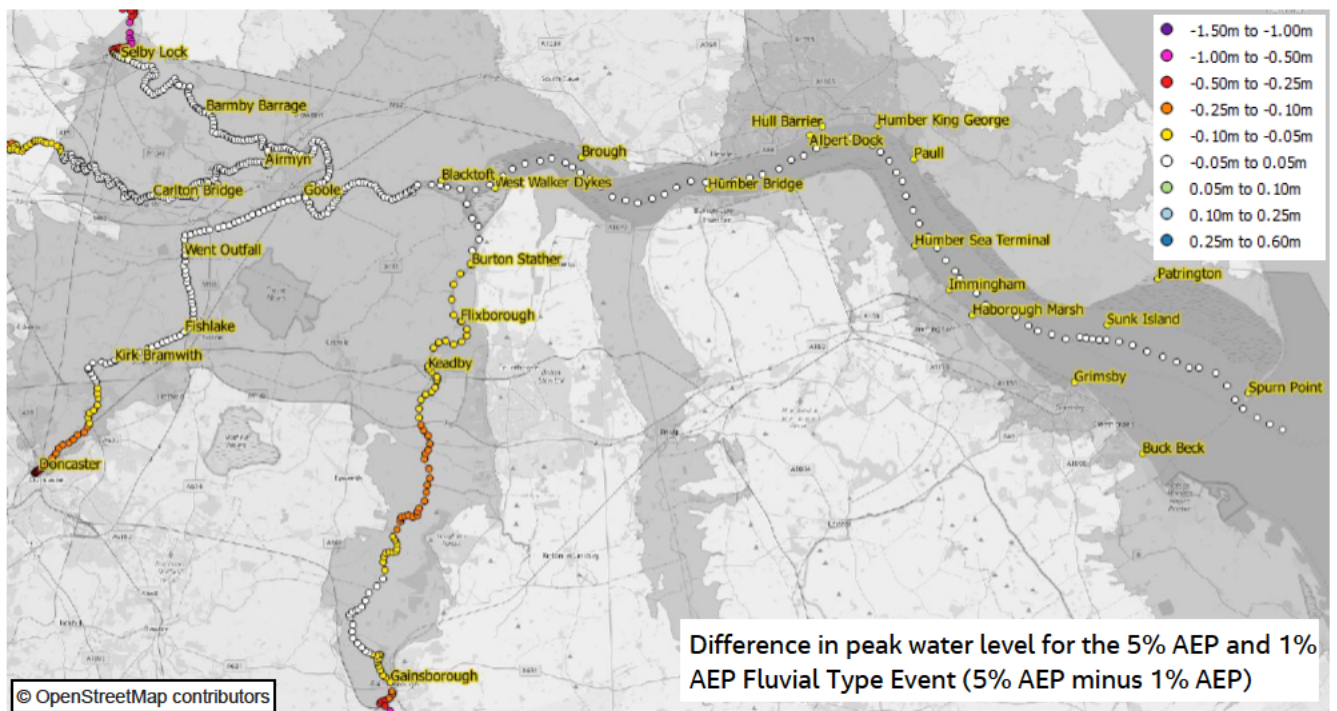 -1.50m to -1.00m
-1.00m to -0.50m
-0.50m to -0.25m
-0.25m to -0.10m
-0.10m to -0.05m
-0.05m to 0.05m
0.05m to 0.10m
0.10m to 0.25m
0.25m to 0.60m
Selby Lock
Barmby Barrage
Airmyn
Carlton Bridge
Goole
Blacktoft
West Walker Dykes
Brough
Hull Barrier
Albert Dock
Humber King George
Paull
Humber Bridge
Went Outfall
Burton Stather
Humber Sea Terminal
Immingham
Haborough Marsh
Patrington
Sunk Island
Flixborough
Fishlake
Kirk Bramwith
Keadby
Grimsby
Spurn Point
Doncaster
Buck Beck
Gainsborough
Difference in peak water level for the 5% AEP and 1%
AEP Fluvial Type Event (5% AEP minus 1% AEP)
© OpenStreetMap contributors